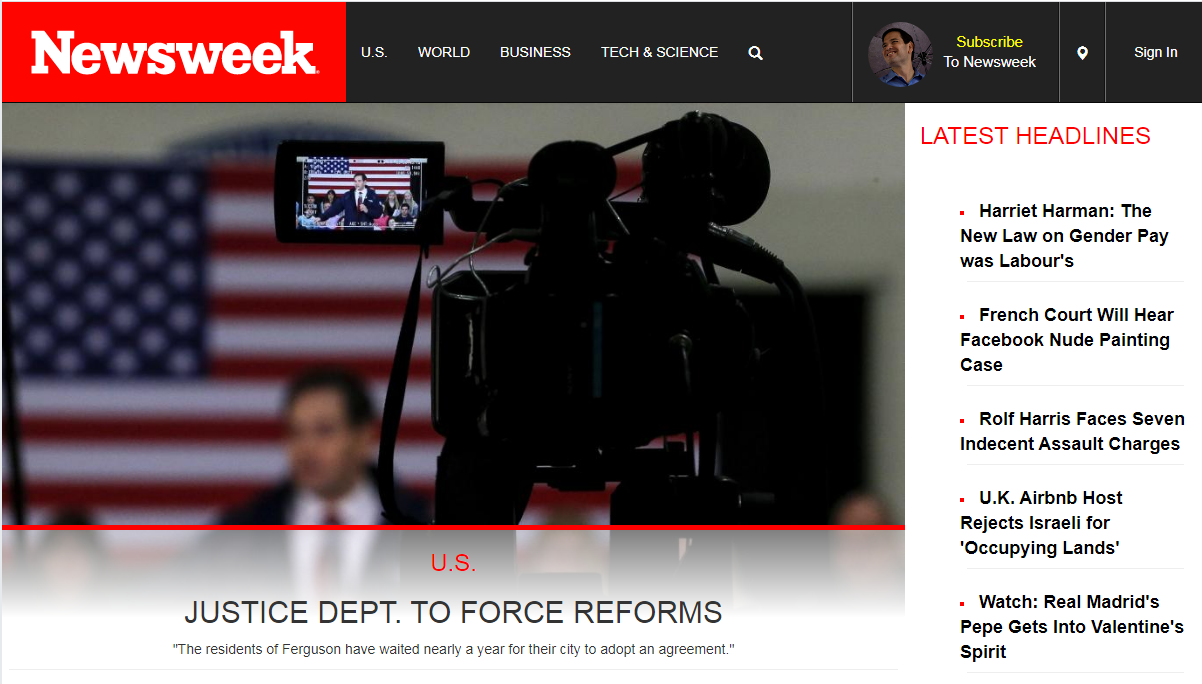 Newsweek
U.S.
WORLD
BUSINESS
TECH & SCIENCE
Subscribe
To Newsweek
Sign In
LATEST HEADLINES
Harriet Harman: The
New Law on Gender Pay
was Labour's
French Court Will Hear
Facebook Nude Painting
Case
Rolf Harris Faces Seven
Indecent Assault Charges
U.K. Airbnb Host
Rejects Israeli for
'Occupying Lands'
Watch: Real Madrid's
Pepe Gets Into Valentine's
Spirit
U.S.
JUSTICE DEPT. TO FORCE REFORMS
"The residents of Ferguson have waited nearly a year for their city to adopt an agreement."